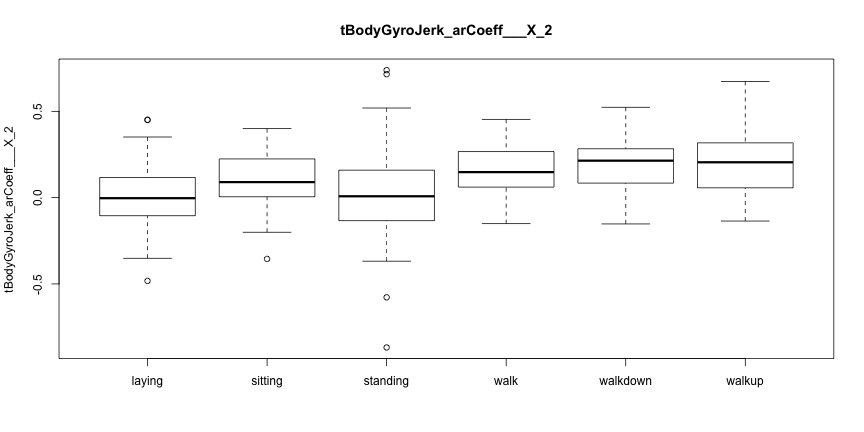 tBodyGyroJerk_arCoeff___X_2
tBodyGyroJerk_arCoeff___X_2
0.5
0.0
-0.5
laying sitting standing walk walkdown walkup